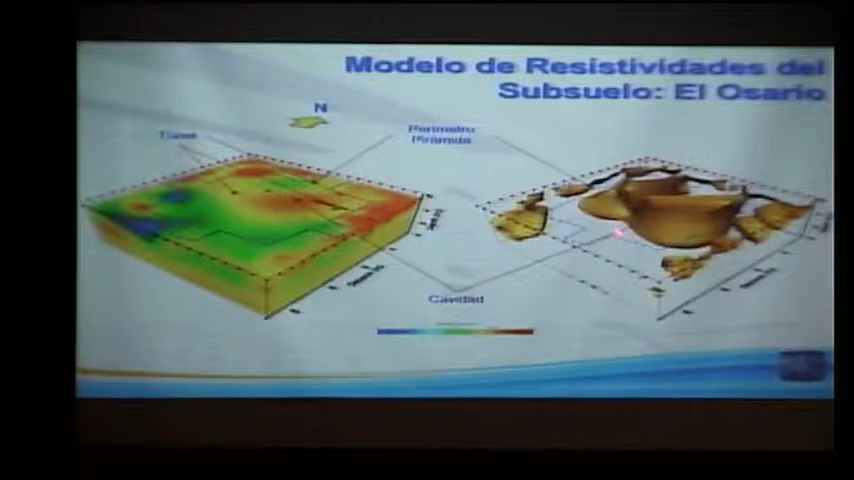 Modelo de Resistividades del
Subsuelo: El Osario
N
Túnel
Perímetro
Pirámide
Cavidad